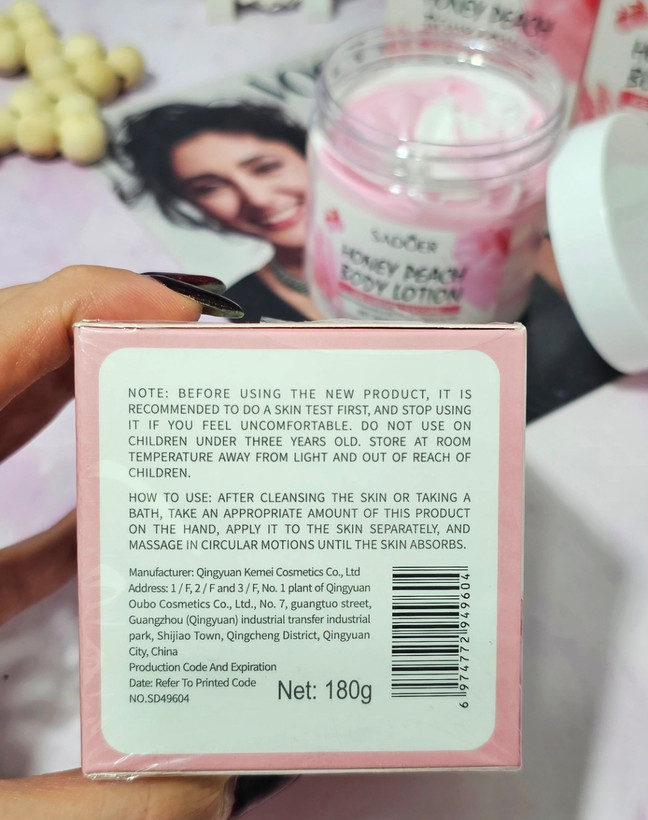 HONEY PEACH
SADOER
HONEY PEACH
BODY LOTION
NOTE: BEFORE USING THE NEW PRODUCT, IT IS
RECOMMENDED TO DO A SKIN TEST FIRST, AND STOP USING
IT IF YOU FEEL UNCOMFORTABLE. DO NOT USE ON
CHILDREN UNDER THREE YEARS OLD. STORE AT ROOM
TEMPERATURE AWAY FROM LIGHT AND OUT OF REACH OF
CHILDREN.
HOW TO USE: AFTER CLEANSING THE SKIN OR TAKING A
BATH, TAKE AN APPROPRIATE AMOUNT OF THIS PRODUCT
ON THE HAND, APPLY IT TO THE SKIN SEPARATELY, AND
MASSAGE IN CIRCULAR MOTIONS UNTIL THE SKIN ABSORBS.
Manufacturer: Qingyuan Kemei Cosmetics Co., Ltd
Address: 1 / F, 2 / F and 3 / F, No. 1 plant of Qingyuan
Oubo Cosmetics Co., Ltd., No. 7, guangtuo street,
Guangzhou (Qingyuan) industrial transfer industrial
park, Shijiao Town, Qingcheng District, Qingyuan
City, China
Production Code And Expiration
Date: Refer To Printed Code
NO.SD49604
Net: 180g
6 974772 949604